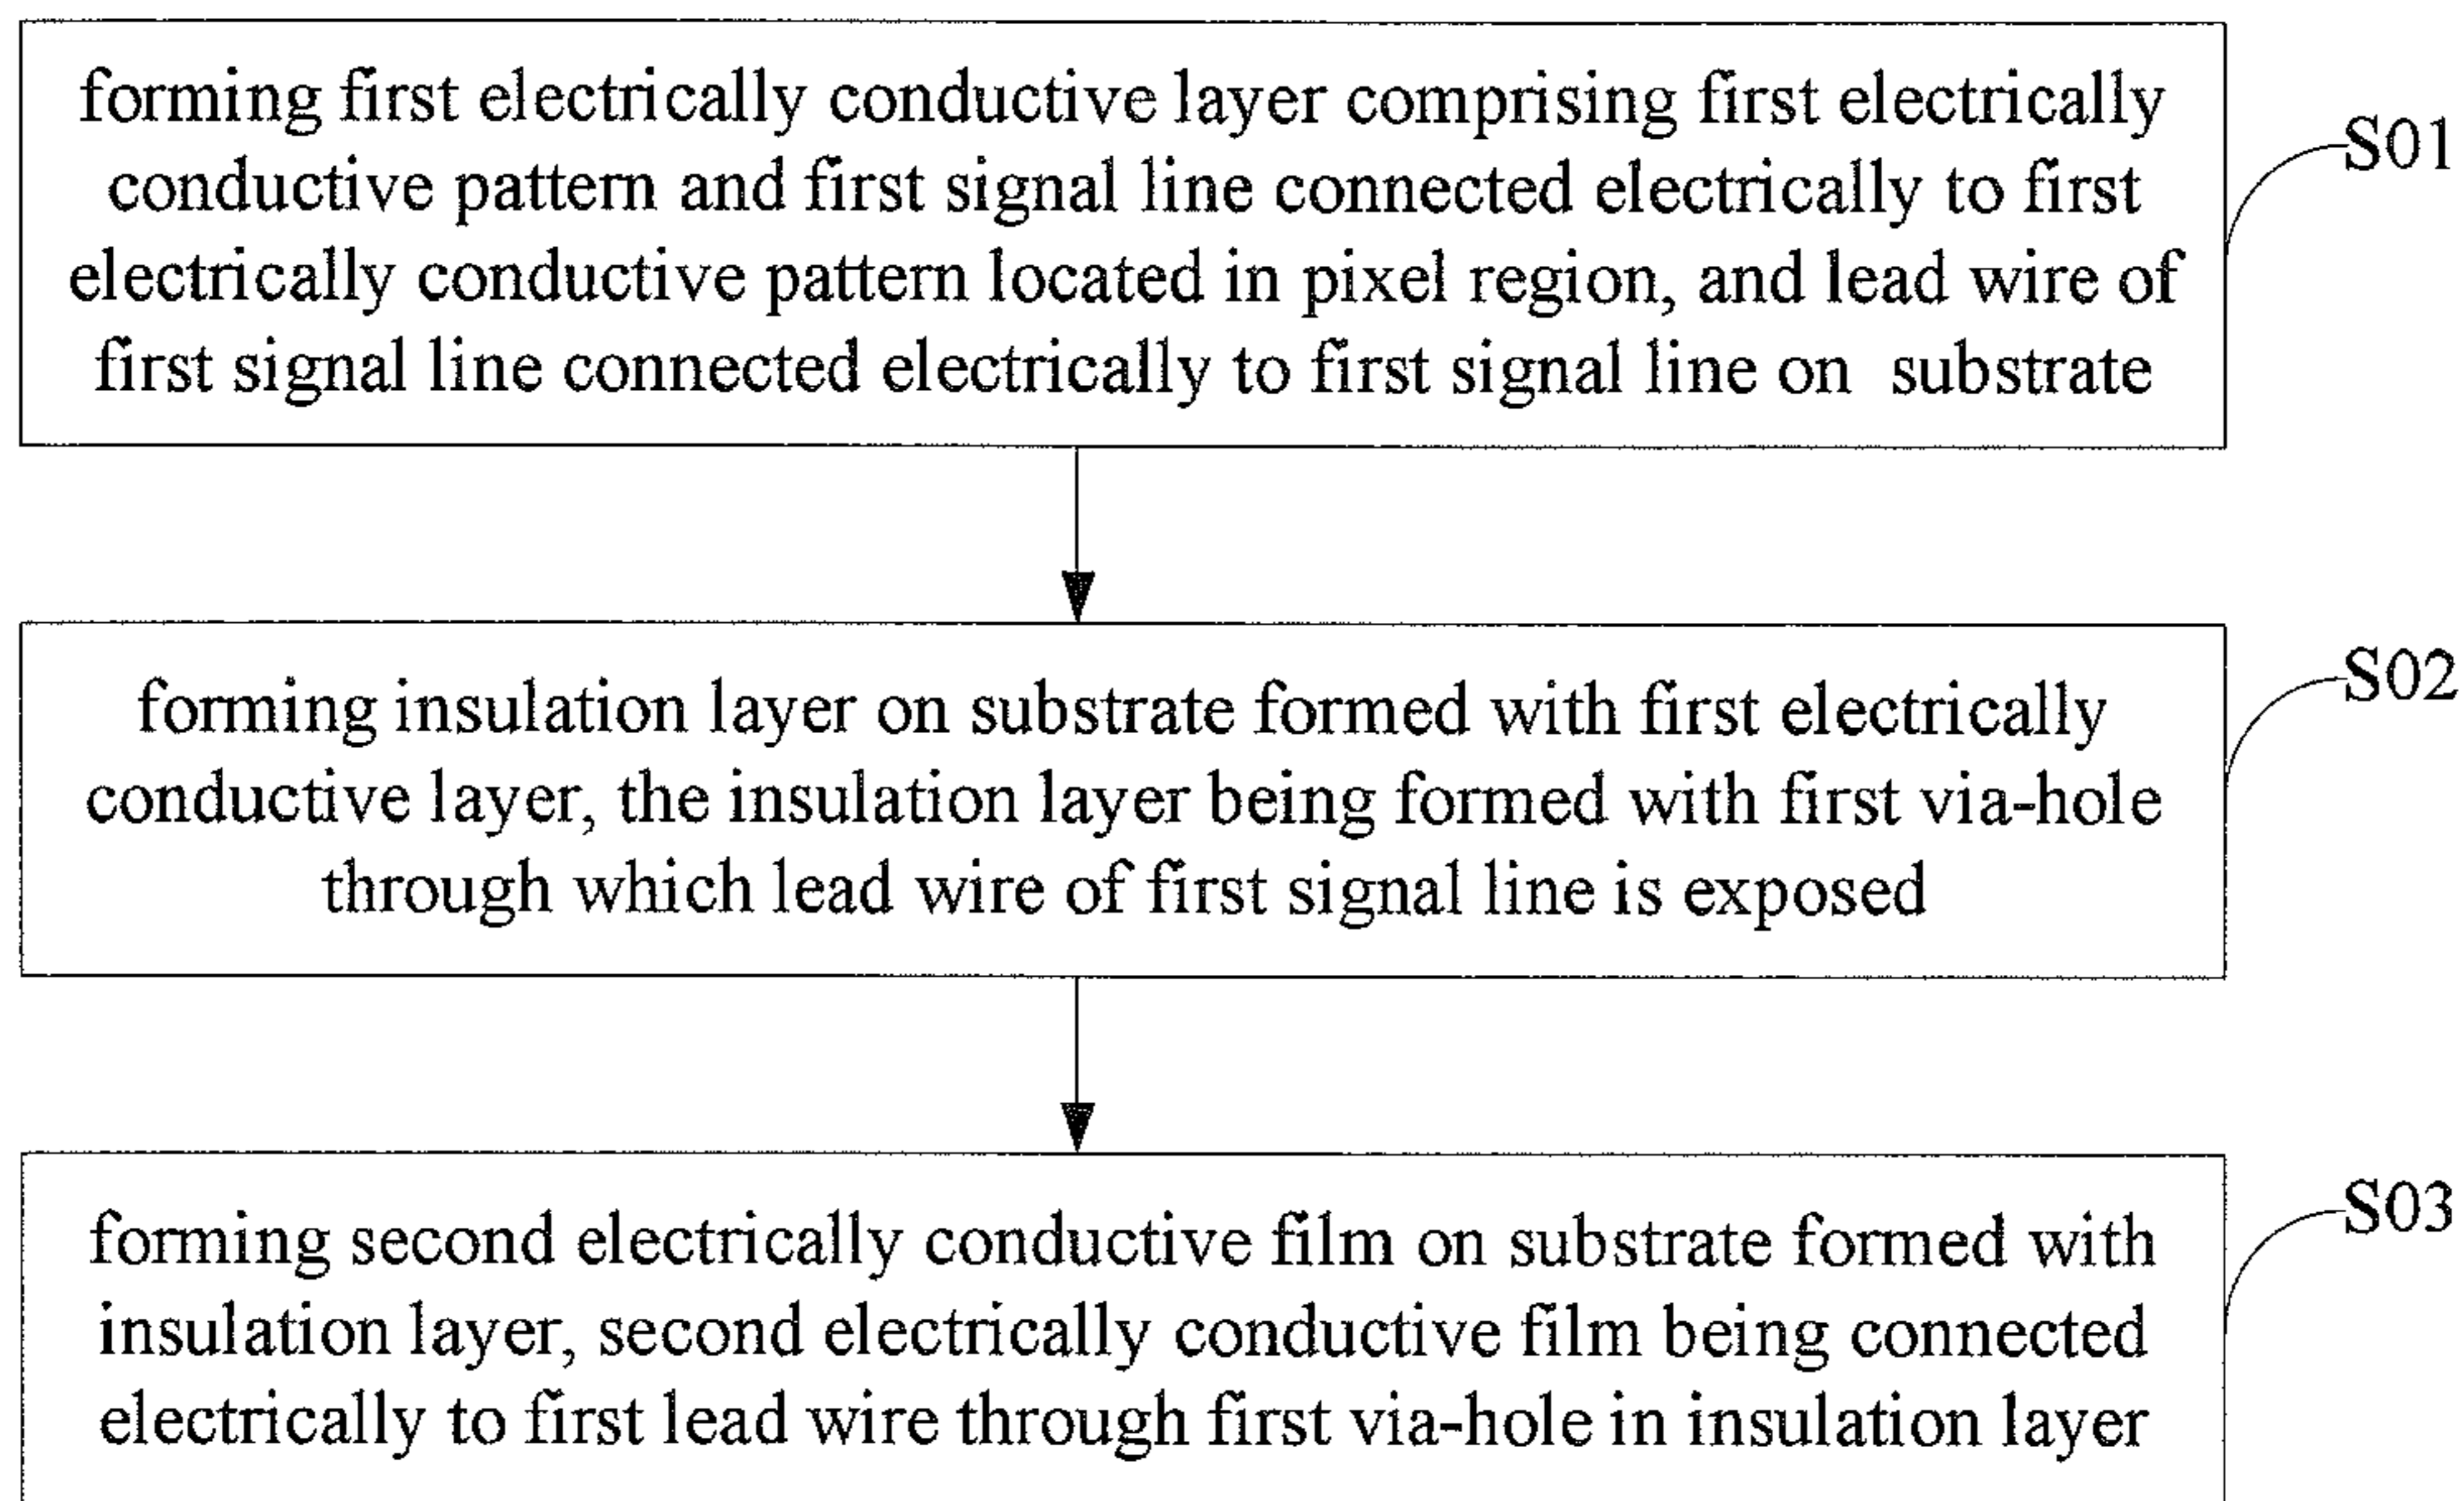 forming first electrically conductive layer comprising first electrically
conductive pattern and first signal line connected electrically to first
electrically conductive pattern located in pixel region, and lead wire of
first signal line connected electrically to first signal line on substrate
S01
forming insulation layer on substrate formed with first electrically
conductive layer, the insulation layer being formed with first via-hole
through which lead wire of first signal line is exposed
S02
forming second electrically conductive film on substrate formed with
insulation layer, second electrically conductive film being connected
electrically to first lead wire through first via-hole in insulation layer
S03